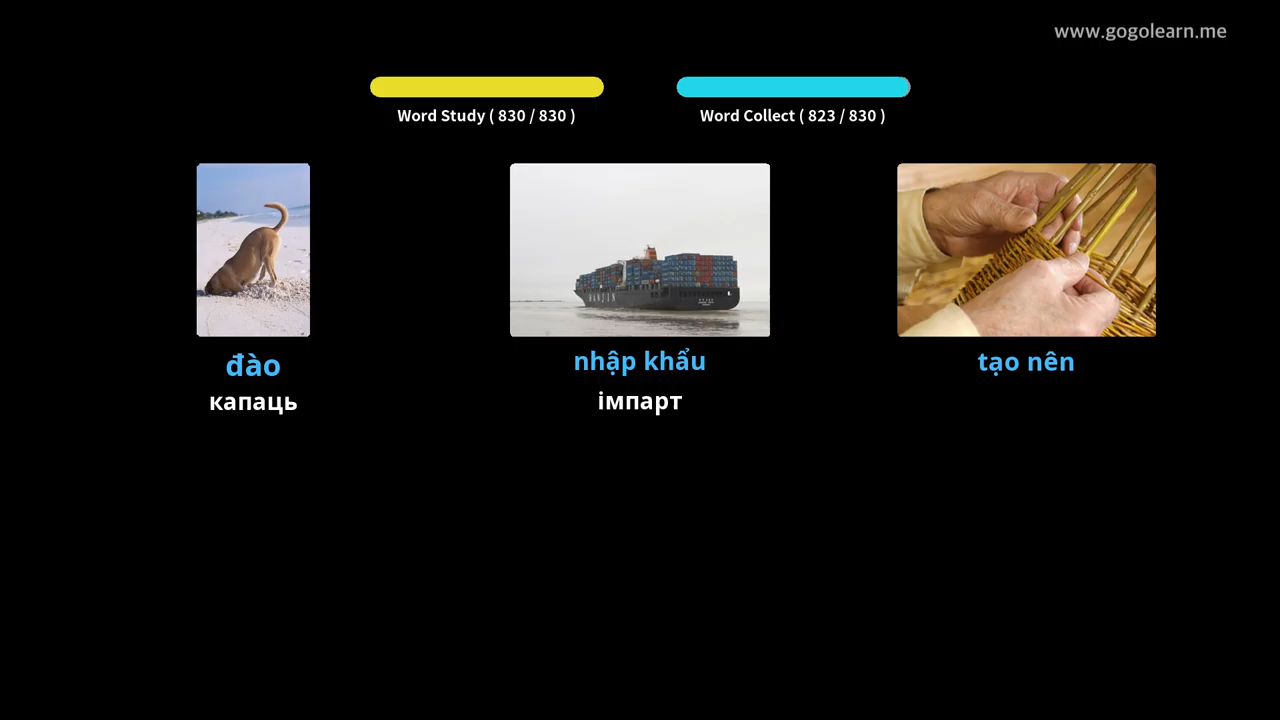 www.gogolearn.me
Word Study ( 830 / 830 )
Word Collect ( 823 / 830 )
đào
nhập khẩu
tạo nên
капаць
імпарт